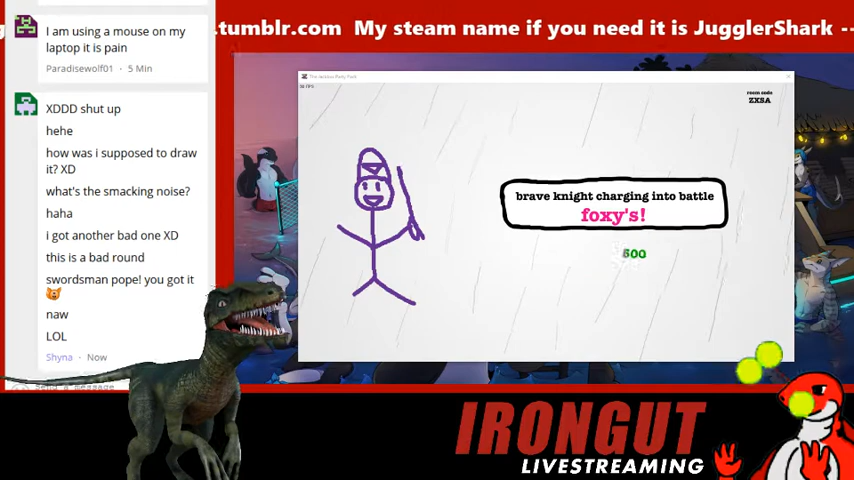 .tumblr.com My steam name if you need it is JugglerShark --
I am using a mouse on my
laptop it is pain
Paradisewolf01 · 5 Min
XDDD shut up
hehe
how was i supposed to draw
it? XD
what's the smacking noise?
haha
i got another bad one XD
this is a bad round
swordsman pope! you got it
naw
LOL
Shyna · Now
Send a message
room code
ZXSA
brave knight charging into battle
foxy's!
500
IRONGUT
LIVESTREAMING